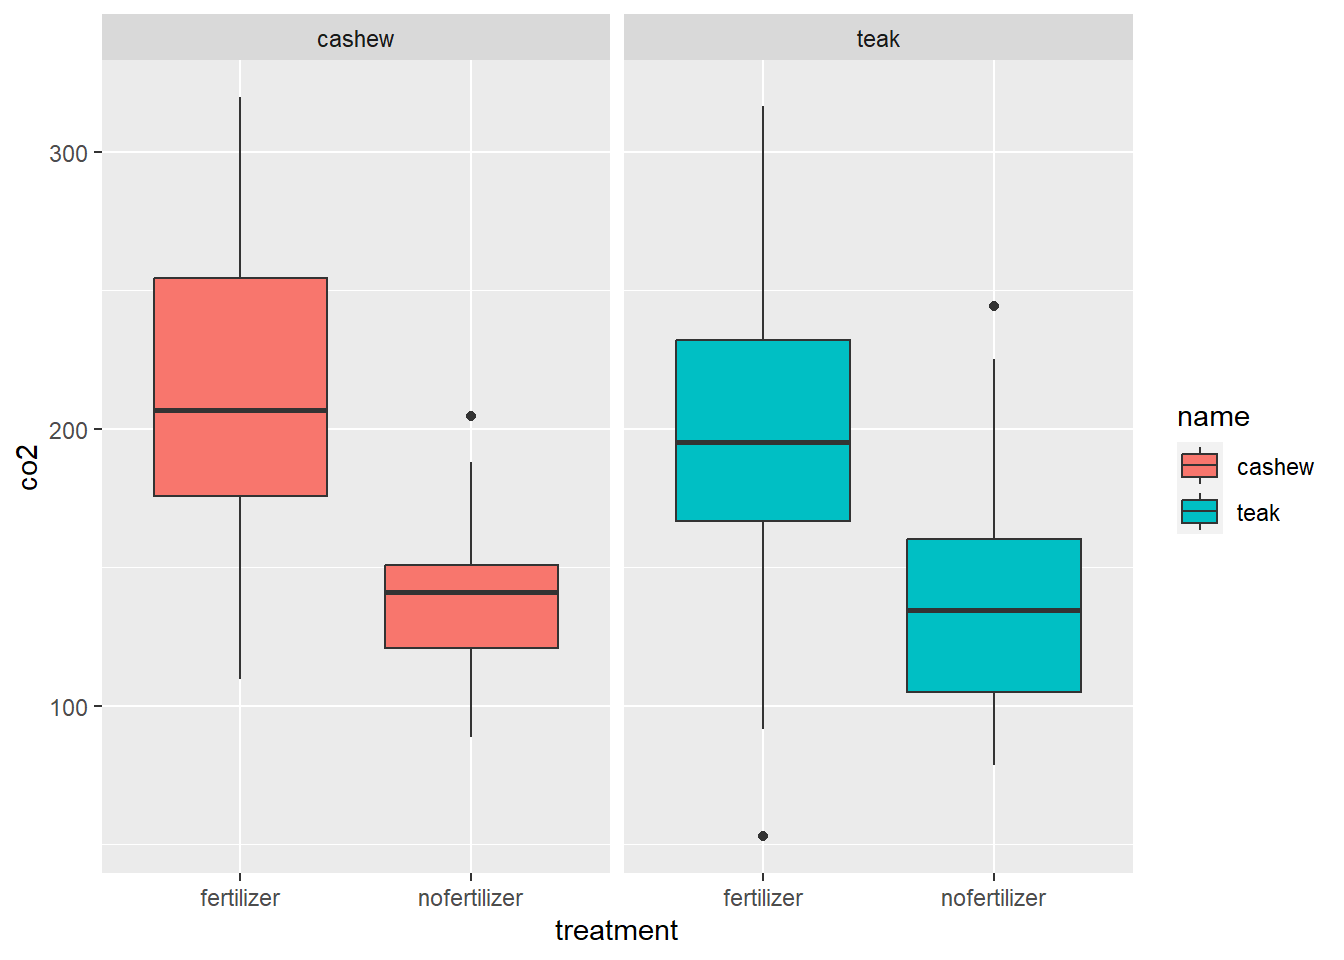 cashew
teak
300
200
100
co2
fertilizer
nofertilizer
fertilizer
nofertilizer
treatment
name
cashew
teak